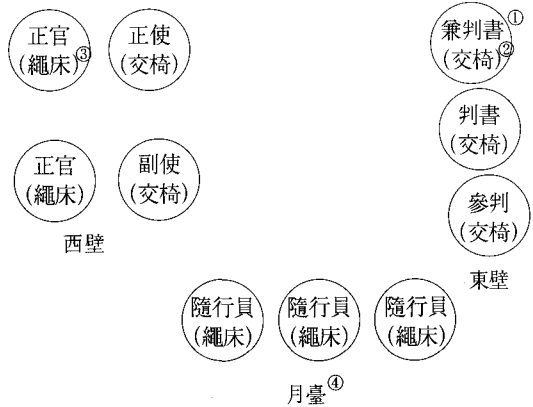 正官
(繩床)③
正使
(交椅)
兼判書①
(交椅)②
判書
(交椅)
正官
(繩床)
副使
(交椅)
參判
(交椅)
西壁
東壁
隨行員
(繩床)
隨行員
(繩床)
隨行員
(繩床)
月臺④